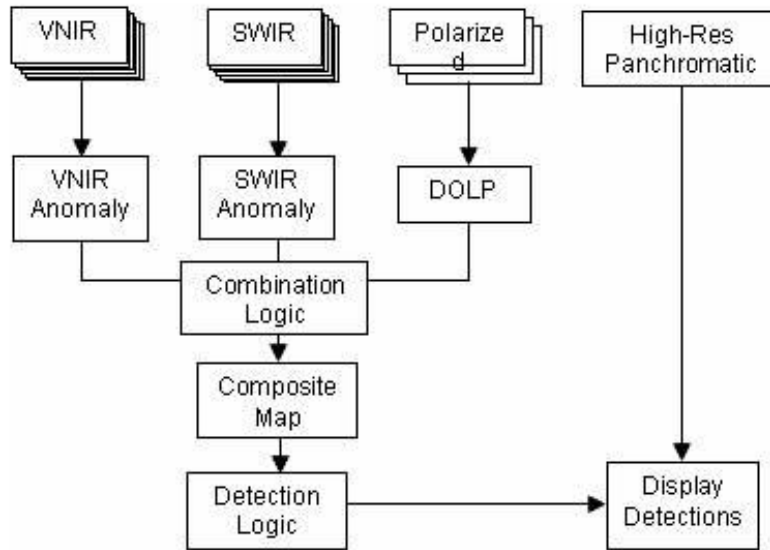 VNIR
SWIR
Polarize
d
High-Res
Panchromatic
VNIR
Anomaly
SWIR
Anomaly
DOLP
Combination
Logic
Composite
Map
Detection
Logic
Display
Detections